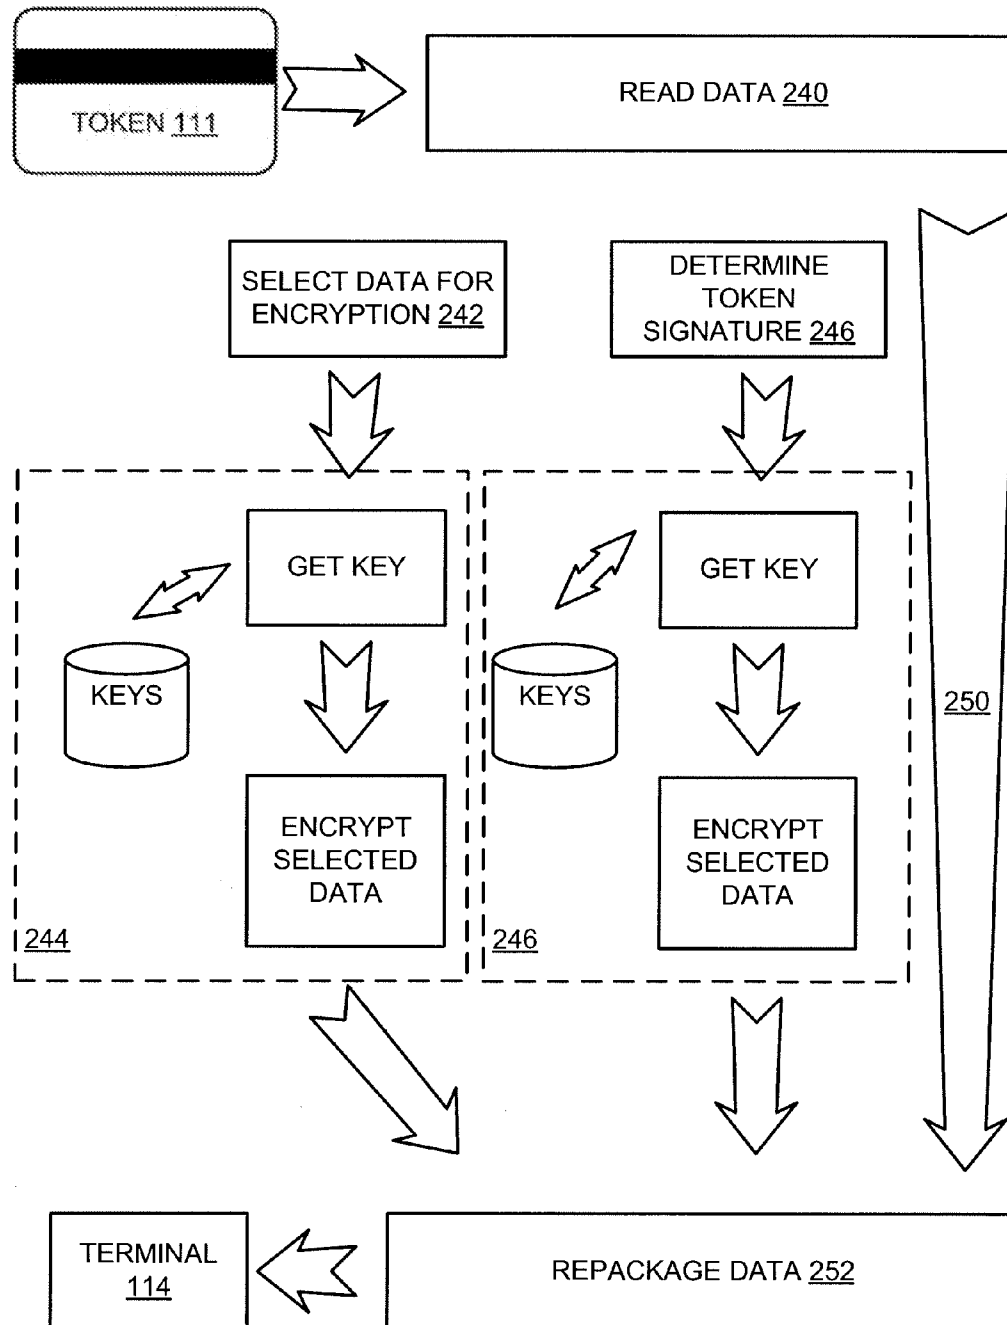 TOKEN 111
READ DATA 240
SELECT DATA FOR
ENCRYPTION 242
DETERMINE
TOKEN
SIGNATURE 246
GET KEY
KEYS
ENCRYPT
SELECTED
DATA
244
GET KEY
KEYS
ENCRYPT
SELECTED
DATA
246
250
TERMINAL
114
REPACKAGE DATA 252